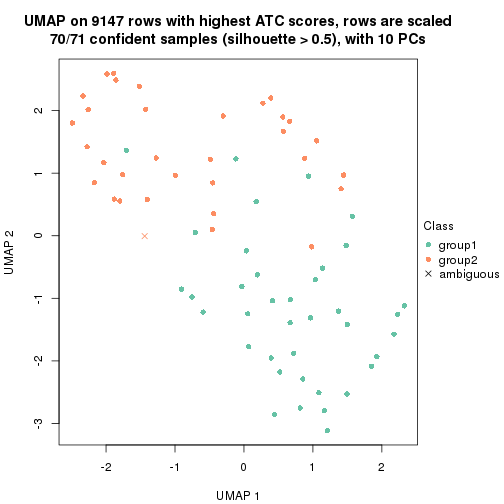 UMAP on 9147 rows with highest ATC scores, rows are scaled
70/71 confident samples (silhouette > 0.5), with 10 PCs
2
1
0
-1
-2
-3
UMAP 2
-2
-1
0
1
2
UMAP 1
Class
group1
group2
ambiguous